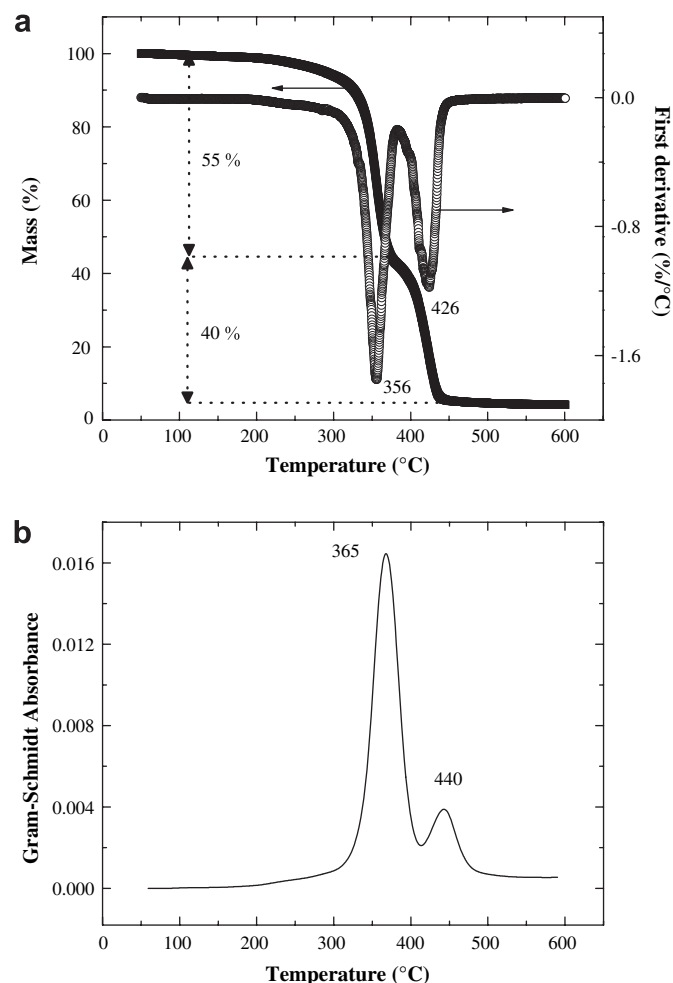 a
100
80
60
40
20
0
Mass (%)
55 %
40 %
356
426
0.0
-0.8
-1.6
First derivative (%/°C)
0 100 200 300 400 500 600
Temperature (°C)
b
0.016
0.012
0.008
0.004
0.000
Gram-Schmidt Absorbance
365
440
0 100 200 300 400 500 600
Temperature (°C)